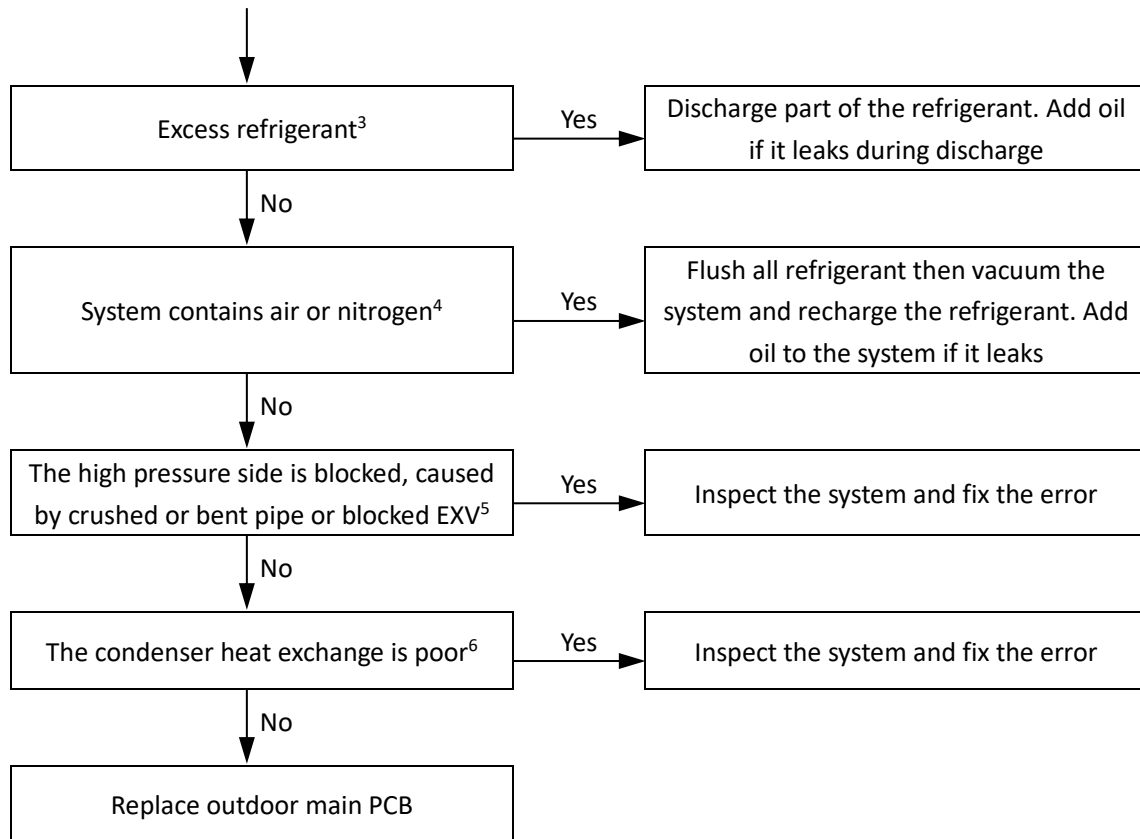 Excess refrigerant³
Yes
Discharge part of the refrigerant. Add oil
if it leaks during discharge
No
System contains air or nitrogen⁴
Yes
Flush all refrigerant then vacuum the
system and recharge the refrigerant. Add
oil to the system if it leaks
No
The high pressure side is blocked, caused
by crushed or bent pipe or blocked EXV⁵
Yes
Inspect the system and fix the error
No
The condenser heat exchange is poor⁶
Yes
Inspect the system and fix the error
No
Replace outdoor main PCB